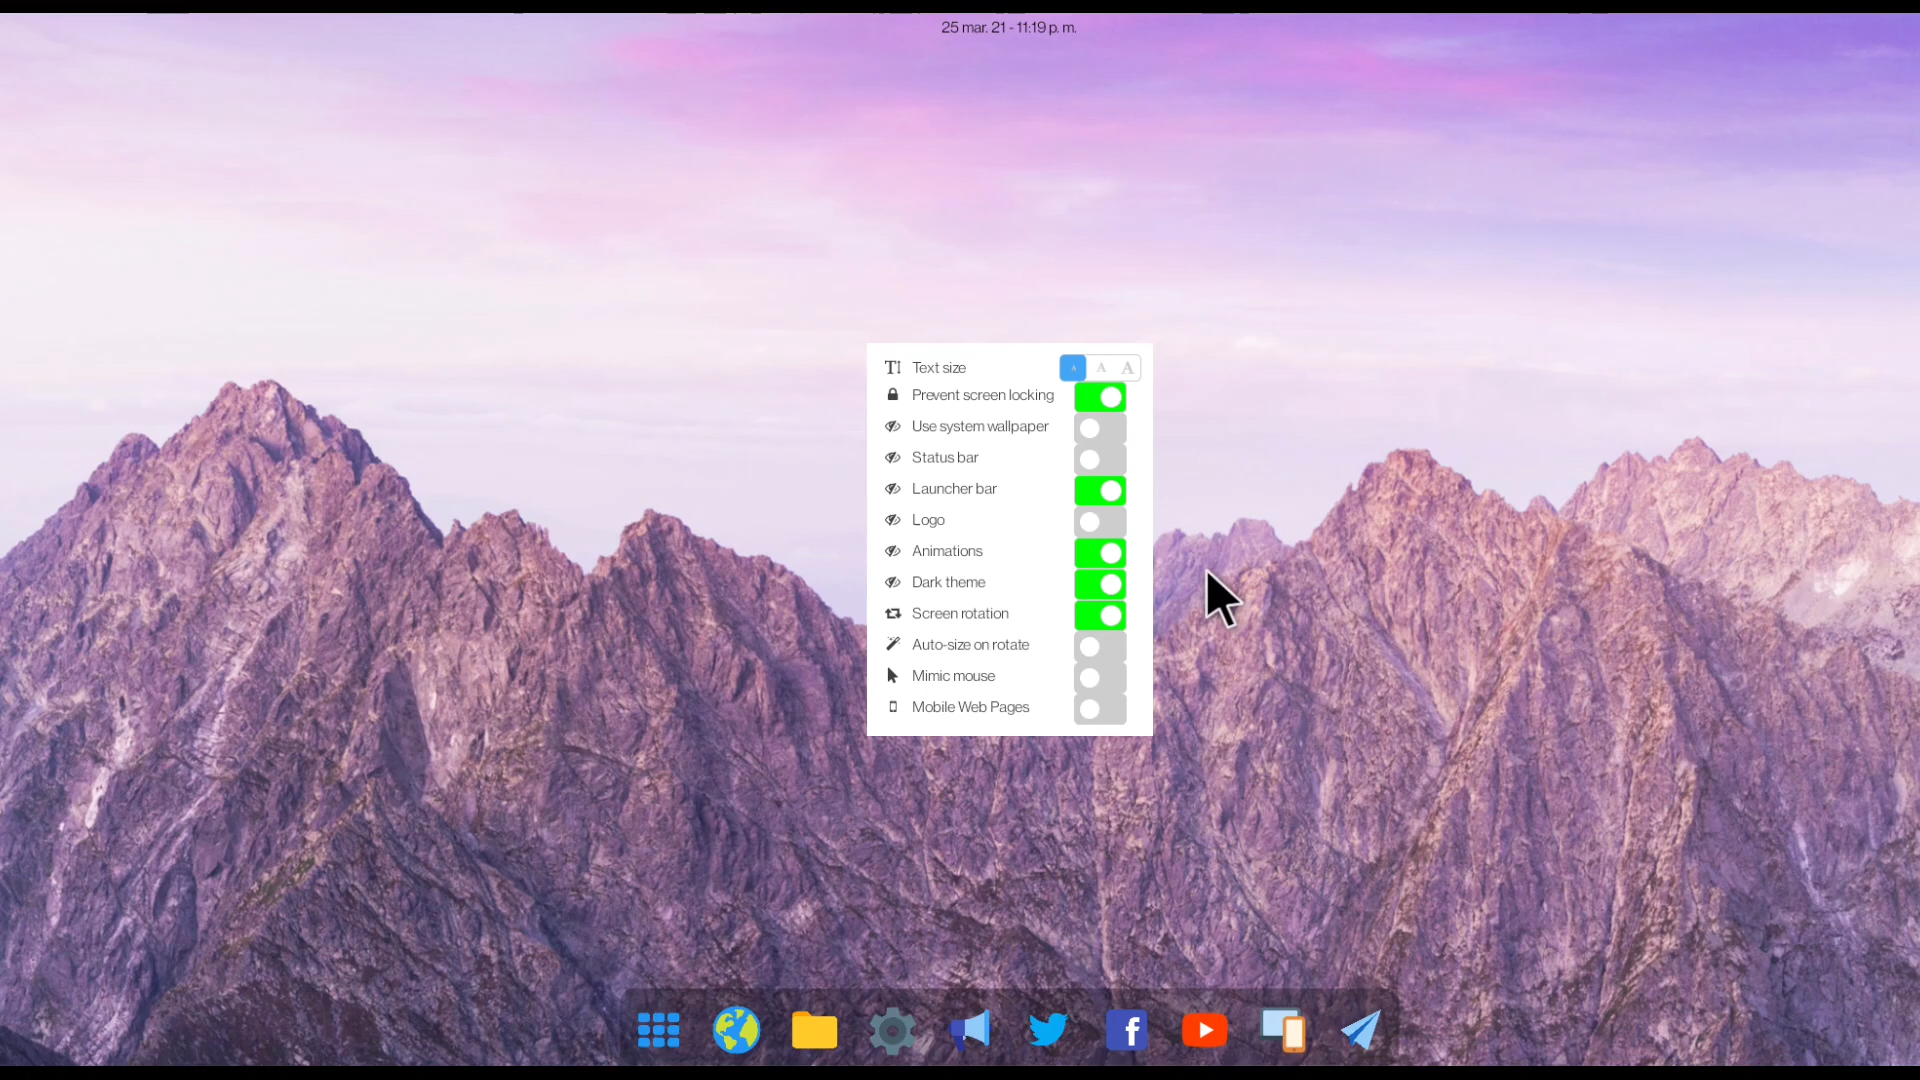 25 mar. 21 - 11:19 p. m.
Text size A A A
Prevent screen locking
Use system wallpaper
Status bar
Launcher bar
Logo
Animations
Dark theme
Screen rotation
Auto-size on rotate
Mimic mouse
Mobile Web Pages